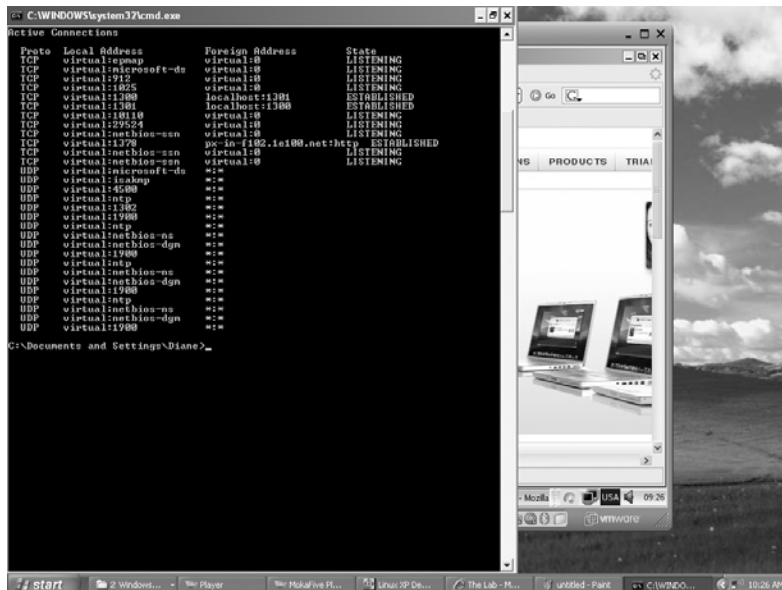 C:\WINDOWS\system32\cmd.exe
Active Connections
Proto Local Address Foreign Address State
TCP virtual:epmap virtual:0 LISTENING
TCP virtual:microsoft-ds virtual:0 LISTENING
TCP virtual:912 virtual:0 LISTENING
TCP virtual:1025 virtual:0 LISTENING
TCP virtual:1300 localhost:1301 ESTABLISHED
TCP virtual:1301 localhost:1300 ESTABLISHED
TCP virtual:10110 virtual:0 LISTENING
TCP virtual:29524 virtual:0 LISTENING
TCP virtual:netbios-ssn virtual:0 LISTENING
TCP virtual:1378 px-in-f102.1e100.net:http ESTABLISHED
TCP virtual:netbios-ssn virtual:0 LISTENING
TCP virtual:netbios-ssn virtual:0 LISTENING
UDP virtual:microsoft-ds *:*
UDP virtual:isakmp *:*
UDP virtual:4500 *:*
UDP virtual:ntp *:*
UDP virtual:1302 *:*
UDP virtual:1900 *:*
UDP virtual:ntp *:*
UDP virtual:netbios-ns *:*
UDP virtual:netbios-dgm *:*
UDP virtual:1900 *:*
UDP virtual:ntp *:*
UDP virtual:netbios-ns *:*
UDP virtual:netbios-dgm *:*
UDP virtual:1900 *:*
UDP virtual:ntp *:*
UDP virtual:netbios-ns *:*
UDP virtual:netbios-dgm *:*
UDP virtual:1900 *:*
C:\Documents and Settings\Diane>_
Go
NS PRODUCTS TRIA
- Mozilla USA 09:26
vmware
start 2 Windows... Player MokaFive Pl... Linux XP De... The Lab - M... untitled - Paint C:\WINDO... 10:26 AM